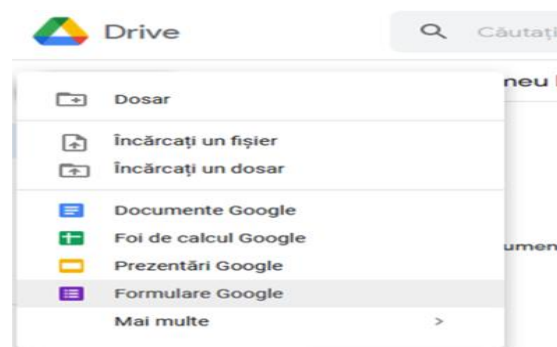 Drive
Căutați
neu
Dosar
Încărcați un fișier
Încărcați un dosar
Documente Google
Foi de calcul Google
umen
Prezentări Google
Formulare Google
Mai multe >